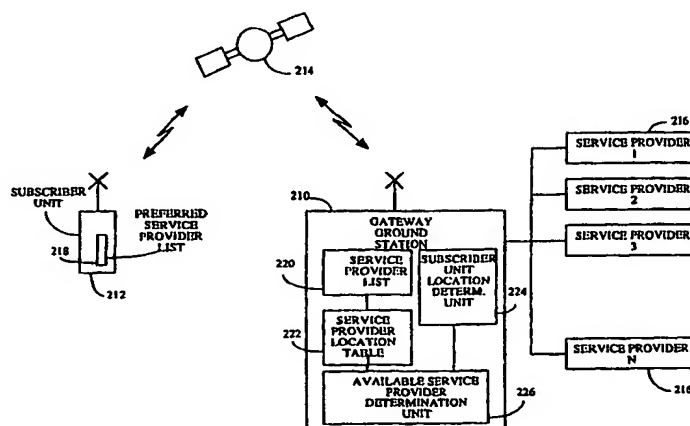 214
SUBSCRIBER
UNIT
PREFERRED
SERVICE
PROVIDER
LIST
218
212
210
GATEWAY
GROUND
STATION
220
SERVICE
PROVIDER
LIST
SUBSCRIBER
UNIT
LOCATION
DETERM.
UNIT
224
222
SERVICE
PROVIDER
LOCATION
TABLE
AVAILABLE SERVICE
PROVIDER
DETERMINATION
UNIT
226
216
SERVICE PROVIDER
1
SERVICE PROVIDER
2
SERVICE PROVIDER
3
SERVICE PROVIDER
N
216